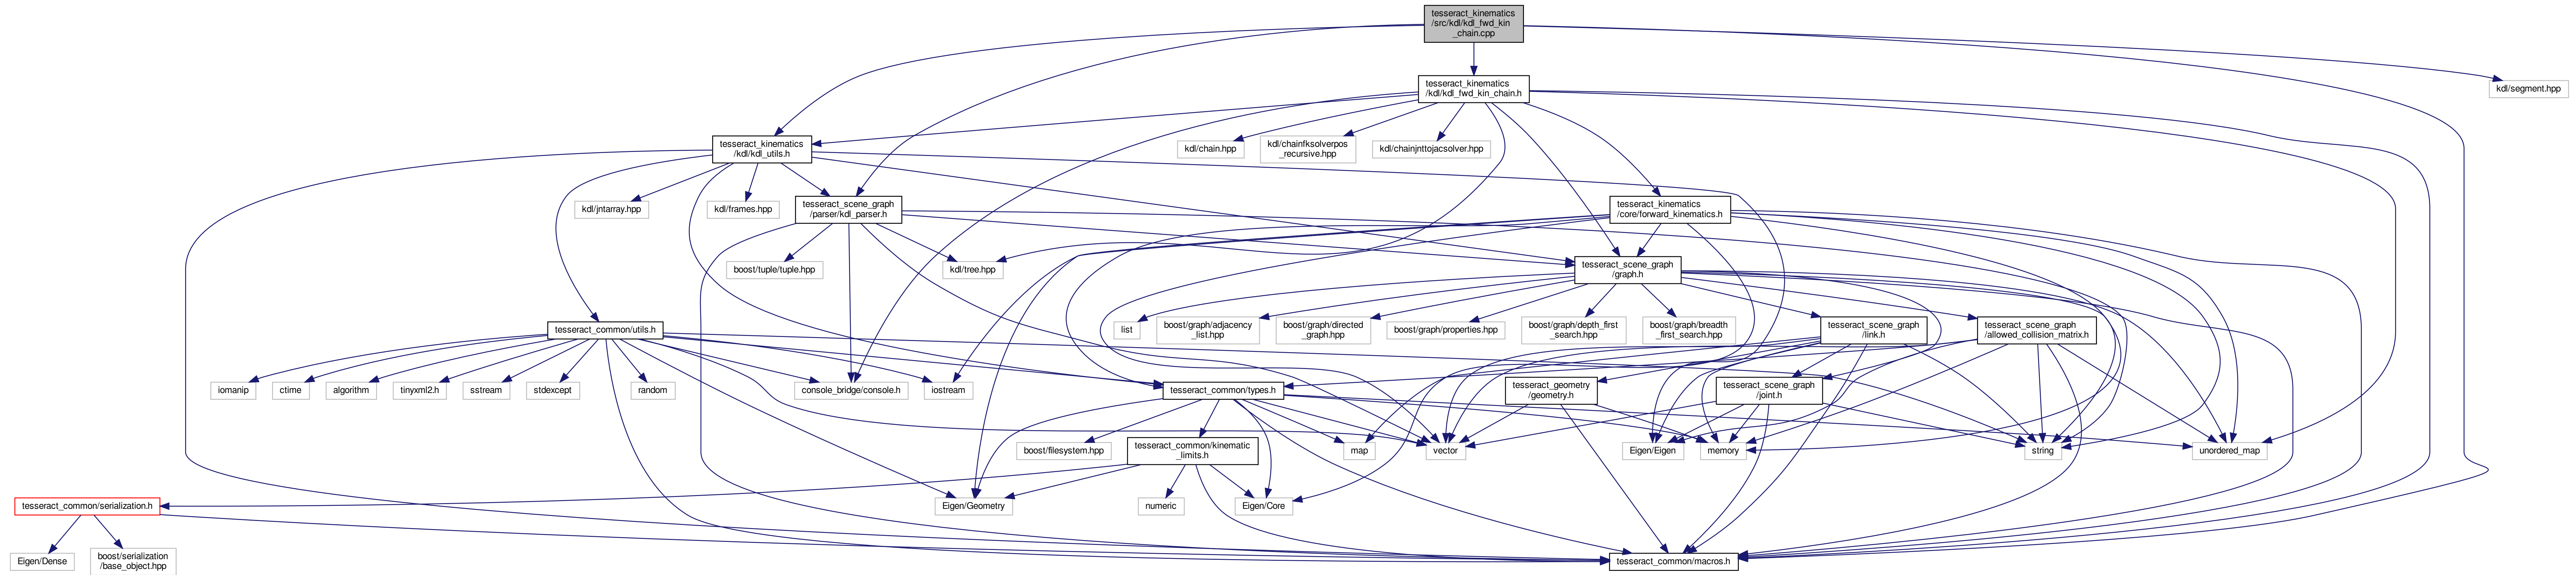 tesseract_kinematics
/src/kdl/kdl_fwd_kin
_chain.cpp
kdl/segment.hpp
tesseract_kinematics
/kdl/kdl_fwd_kin_chain.h
tesseract_kinematics
/kdl/kdl_utils.h
kdl/chain.hpp
kdl/chainfksolverpos
_recursive.hpp
kdl/chainjnttojacsolver.hpp
kdl/jntarray.hpp
kdl/frames.hpp
tesseract_scene_graph
/parser/kdl_parser.h
tesseract_kinematics
/core/forward_kinematics.h
boost/tuple/tuple.hpp
kdl/tree.hpp
tesseract_scene_graph
/graph.h
tesseract_common/utils.h
list
boost/graph/adjacency
_list.hpp
boost/graph/directed
_graph.hpp
boost/graph/properties.hpp
boost/graph/depth_first
_search.hpp
boost/graph/breadth
_first_search.hpp
tesseract_scene_graph
/link.h
tesseract_scene_graph
/allowed_collision_matrix.h
iomanip
ctime
algorithm
tinyxml2.h
sstream
stdexcept
random
console_bridge/console.h
iostream
tesseract_common/types.h
tesseract_geometry
/geometry.h
tesseract_scene_graph
/joint.h
boost/filesystem.hpp
tesseract_common/kinematic
_limits.h
map
vector
Eigen/Eigen
memory
string
unordered_map
tesseract_common/serialization.h
Eigen/Geometry
numeric
Eigen/Core
Eigen/Dense
boost/serialization
/base_object.hpp
tesseract_common/macros.h